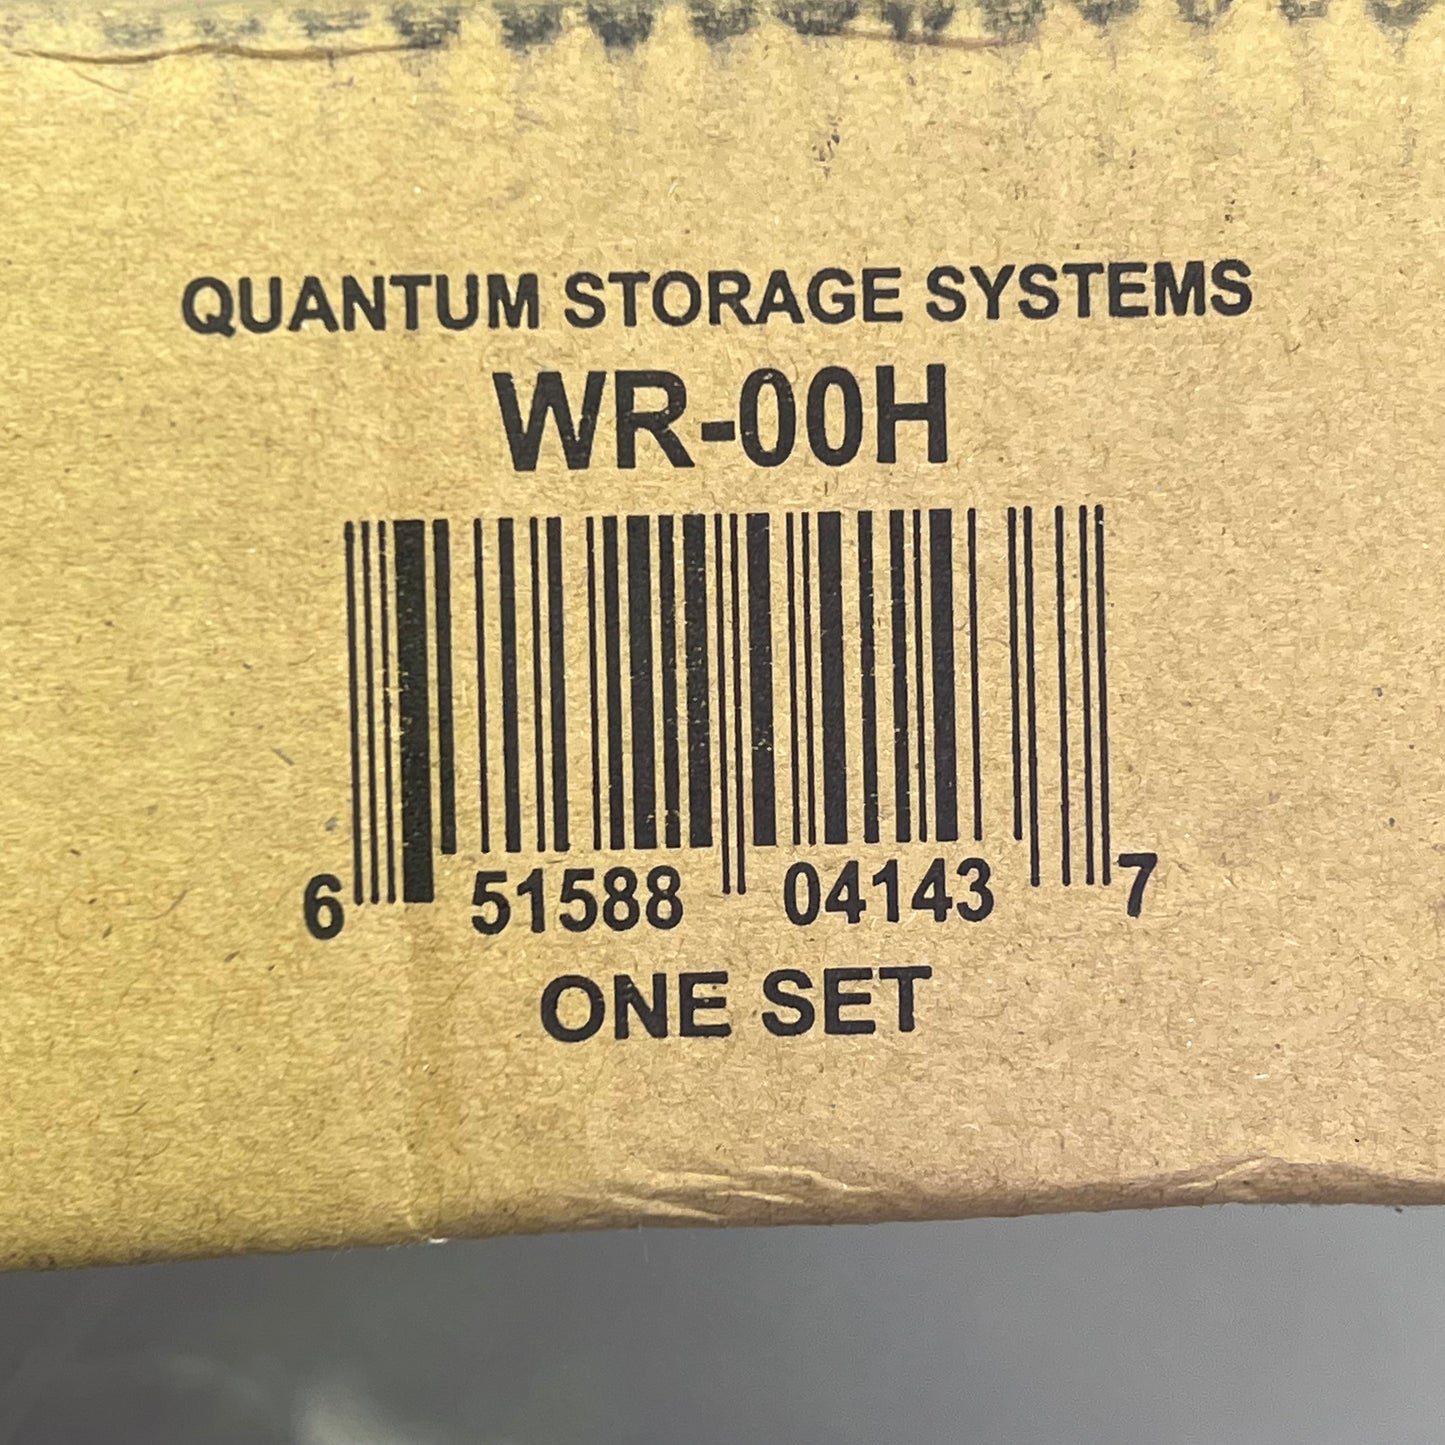 QUANTUM STORAGE SYSTEMS
WR-00H
6 51588 04143 7
ONE SET